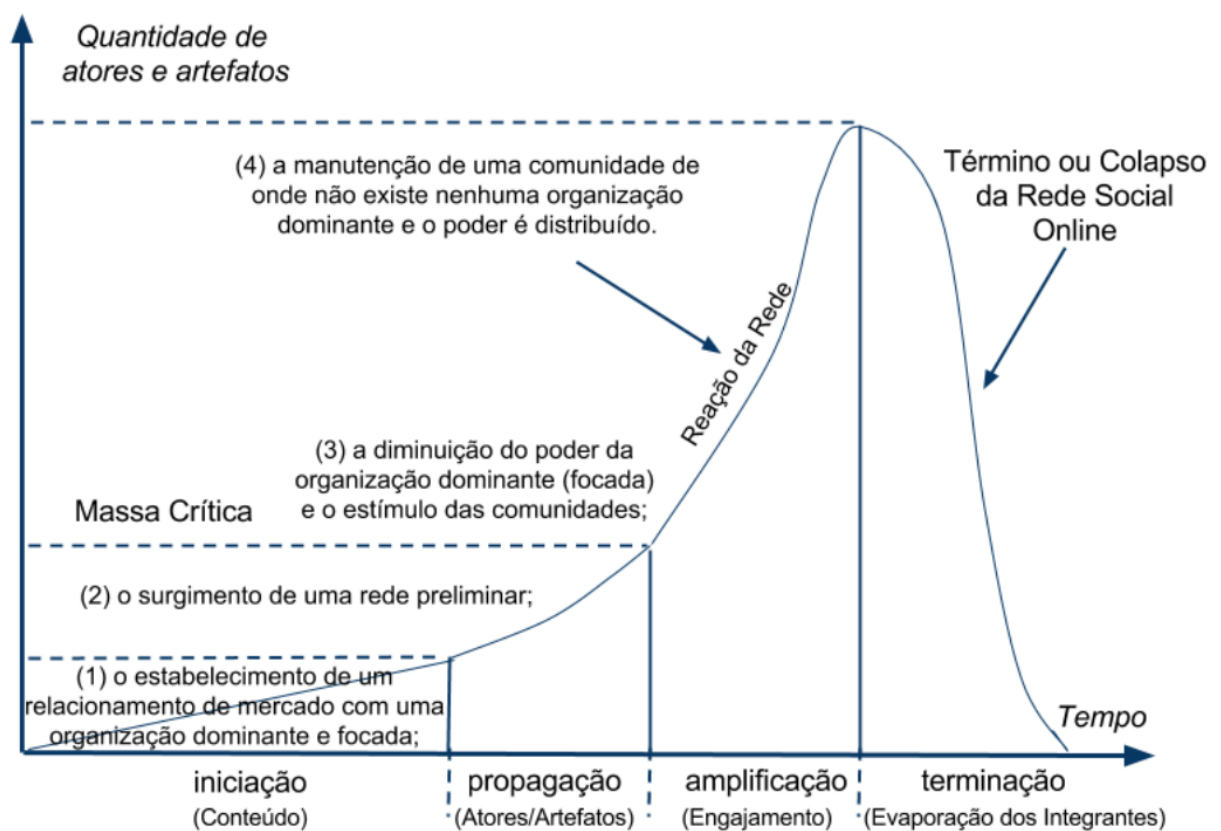 Quantidade de
atores e artefatos
(4) a manutenção de uma comunidade de
onde não existe nenhuma organização
dominante e o poder é distribuído.
Término ou Colapso
da Rede Social
Online
Reação da Rede
(3) a diminuição do poder da
organização dominante (focada)
e o estímulo das comunidades;
Massa Crítica
(2) o surgimento de uma rede preliminar;
(1) o estabelecimento de um
relacionamento de mercado com uma
organização dominante e focada;
Tempo
iniciação
(Conteúdo)
propagação
(Atores/Artefatos)
amplificação
(Engajamento)
terminação
(Evaporação dos Integrantes)